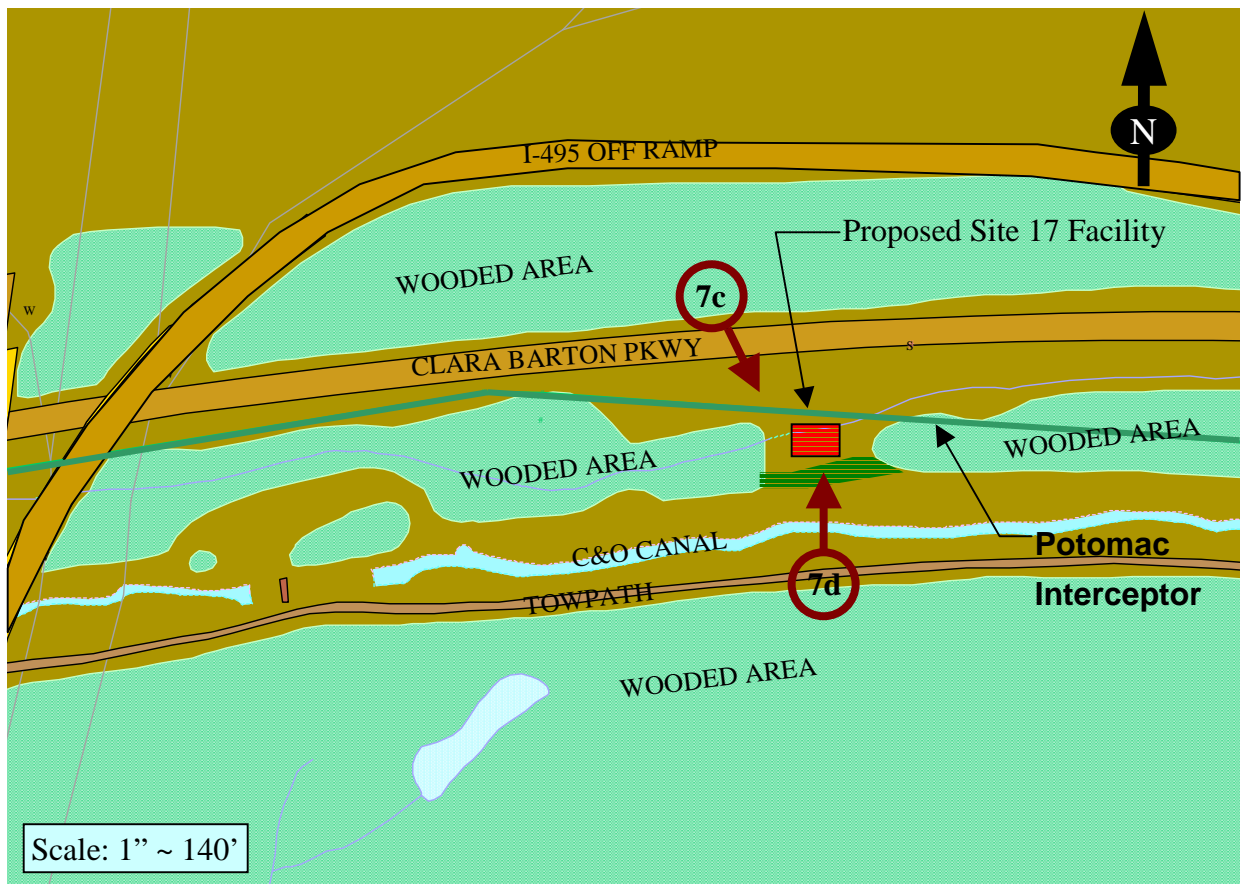 N
I-495 OFF RAMP
Proposed Site 17 Facility
WOODED AREA
7c
w
CLARA BARTON PKWY
s
WOODED AREA
WOODED AREA
C&O CANAL
Potomac
Interceptor
7d
TOWPATH
WOODED AREA
Scale: 1” ~ 140’